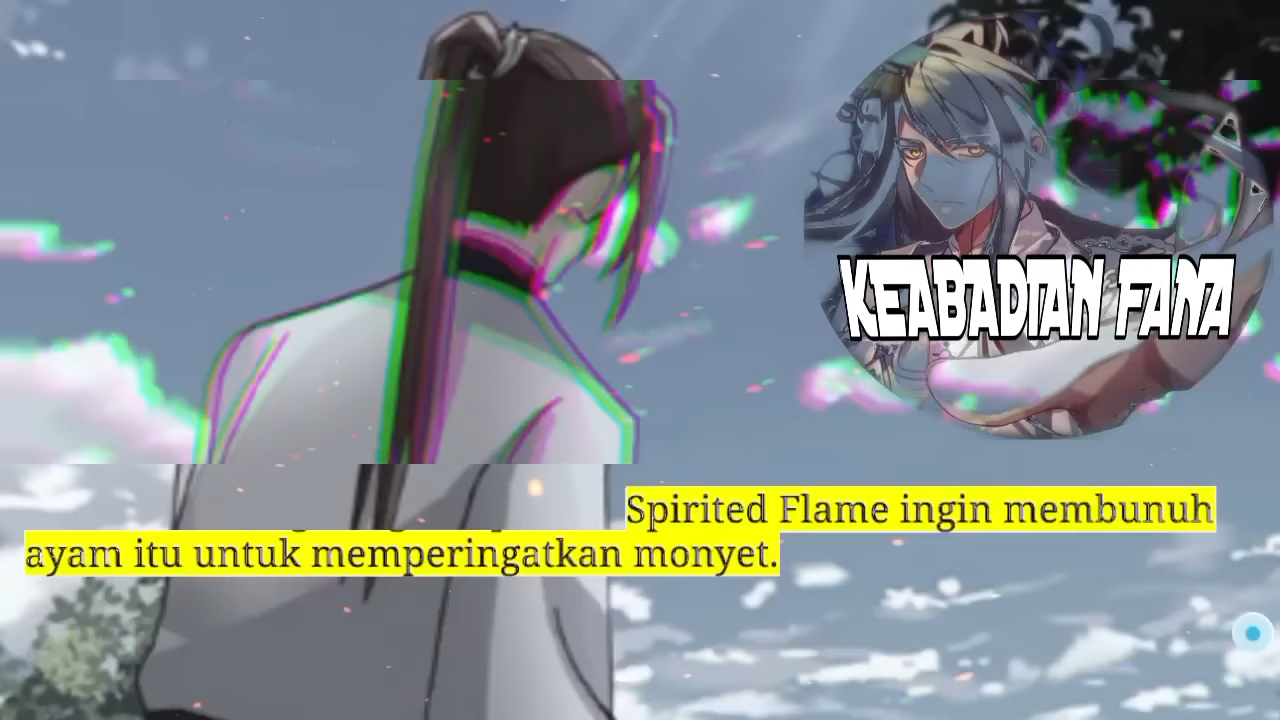 KEABADIAN FANA
Spirited Flame ingin membunuh
ayam itu untuk memperingatkan monyet.